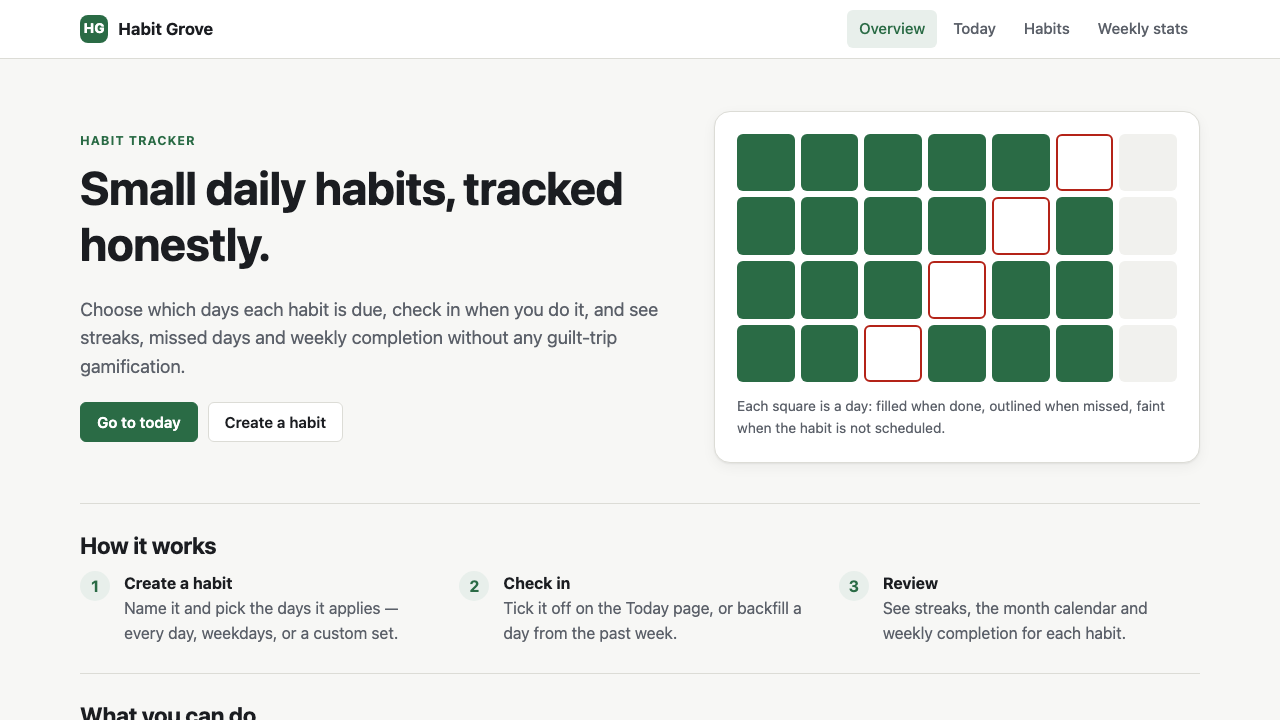 HG Habit Grove
Overview Today Habits Weekly stats
HABIT TRACKER
Small daily habits, tracked
honestly.
Choose which days each habit is due, check in when you do it, and see
streaks, missed days and weekly completion without any guilt-trip
gamification.
Go to today Create a habit
Each square is a day: filled when done, outlined when missed, faint
when the habit is not scheduled.
How it works
1 Create a habit
Name it and pick the days it applies —
every day, weekdays, or a custom set.
2 Check in
Tick it off on the Today page, or backfill a
day from the past week.
3 Review
See streaks, the month calendar and
weekly completion for each habit.
What you can do